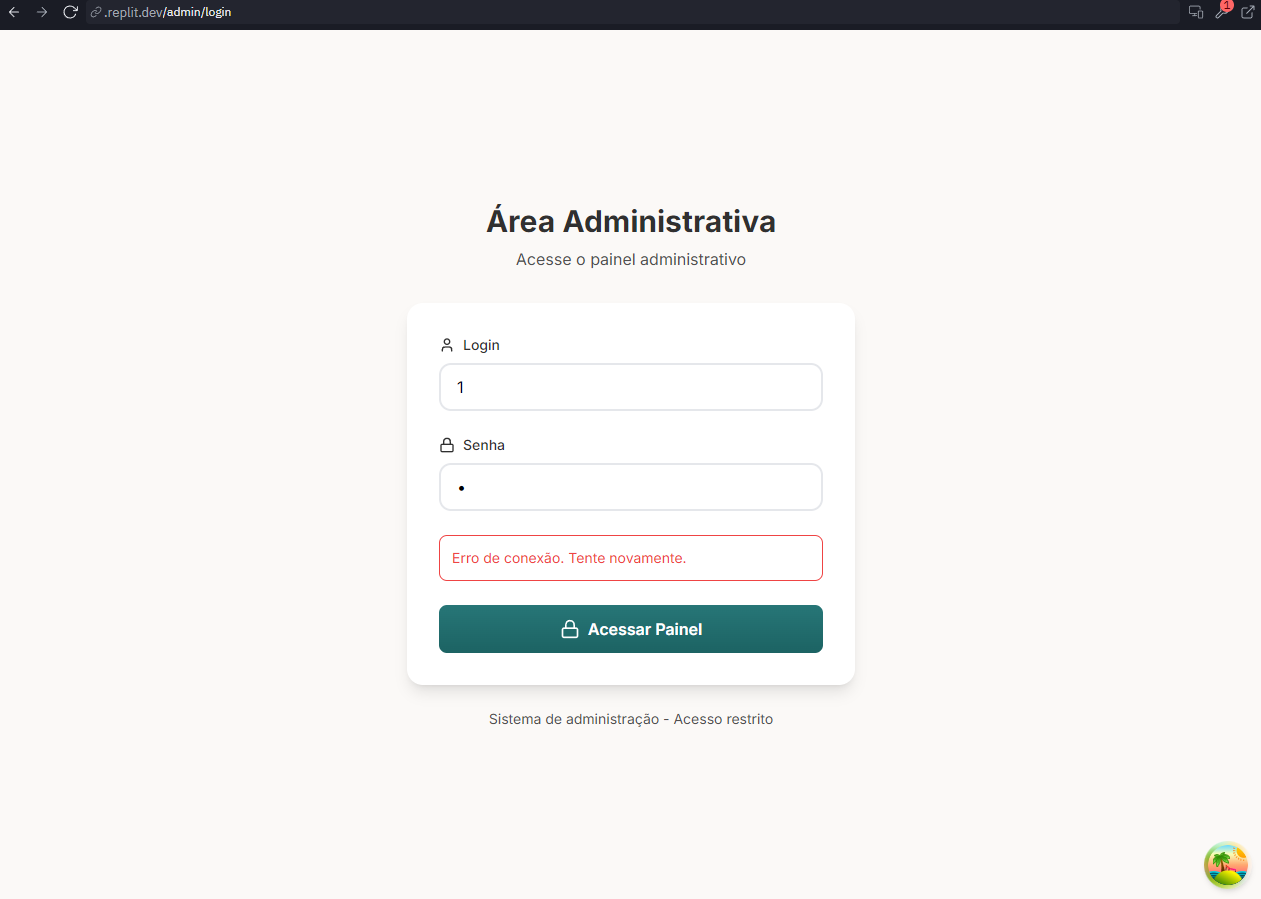 .replit.dev/admin/login
1
Área Administrativa
Acesse o painel administrativo
Login
1
Senha
•
Erro de conexão. Tente novamente.
Acessar Painel
Sistema de administração - Acesso restrito